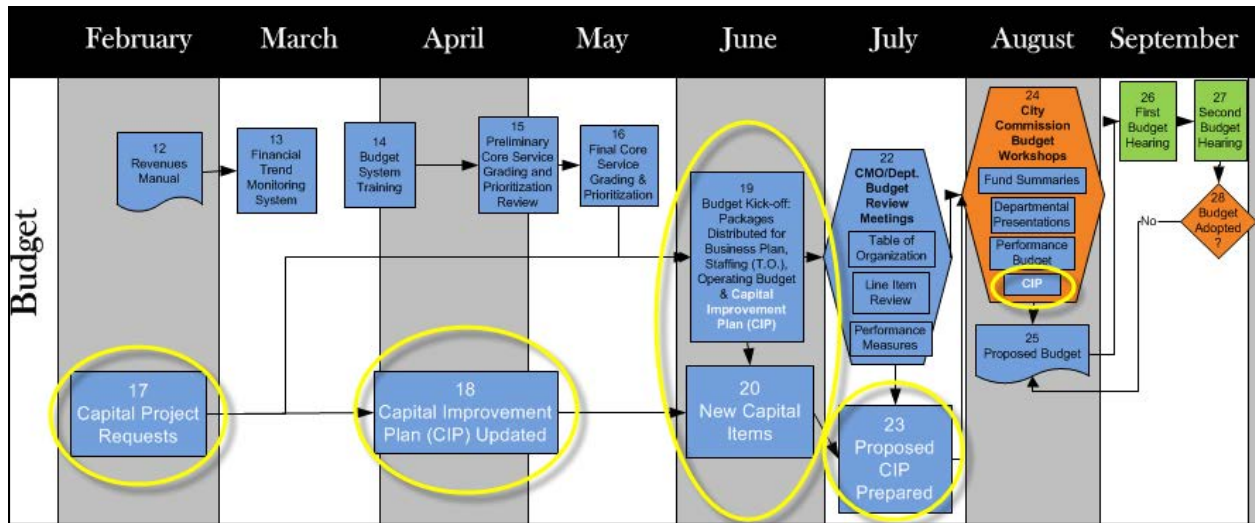 February
March
April
May
June
July
August
September
Budget
12
Revenues
Manual
13
Financial
Trend
Monitoring
System
14
Budget
System
Training
15
Preliminary
Core Service
Grading and
Prioritization
Review
16
Final Core
Service
Grading &
Prioritization
17
Capital Project
Requests
18
Capital Improvement
Plan (CIP) Updated
19
Budget Kick-off:
Packages
Distributed for
Business Plan,
Staffing (T.O.),
Operating Budget
& Capital
Improvement
Plan (CIP)
20
New Capital
Items
22
CMO/Dept.
Budget
Review
Meetings
Table of
Organization
Line Item
Review
Performance
Measures
23
Proposed
CIP
Prepared
24
City
Commission
Budget
Workshops
Fund Summaries
Departmental
Presentations
Performance
Budget
CIP
25
Proposed Budget
26
First
Budget
Hearing
27
Second
Budget
Hearing
28
Budget
Adopted
?
No